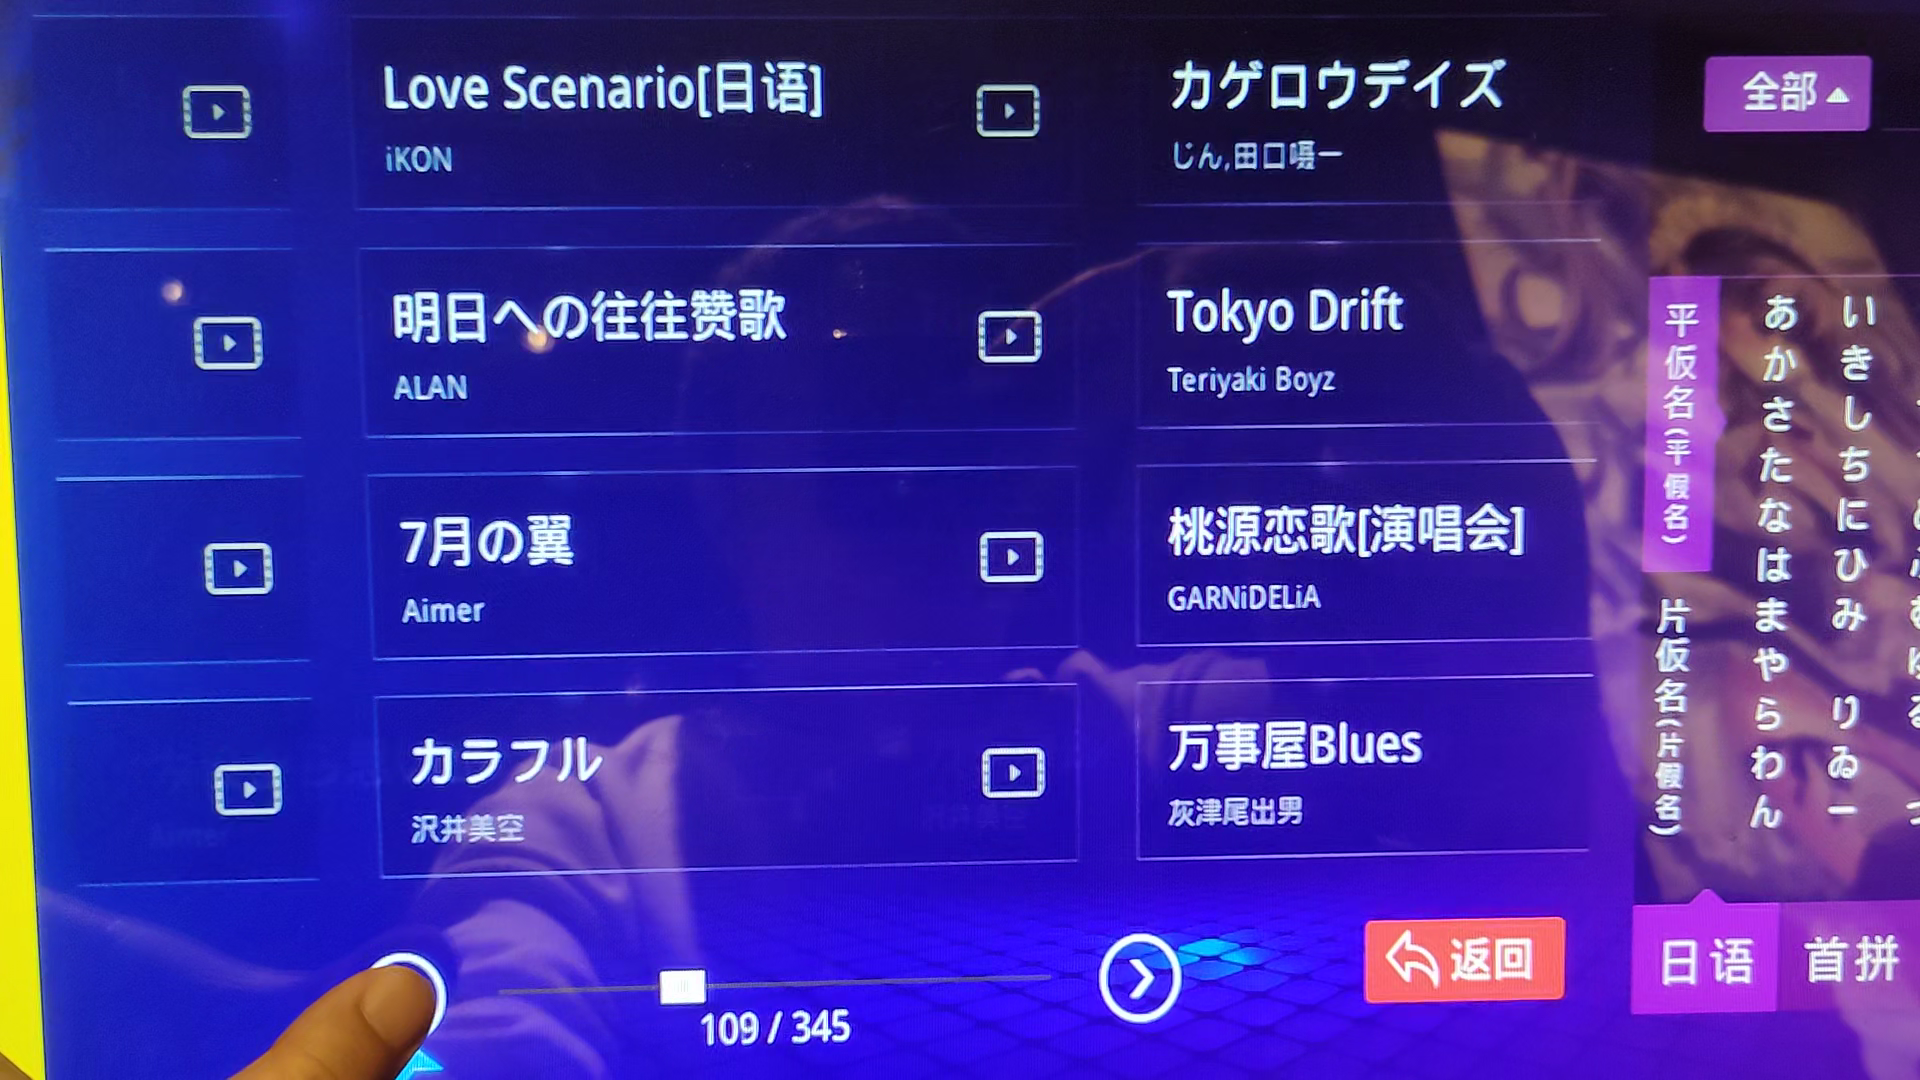 Love Scenario[日语]
iKON
カゲロウデイズ
じん,田口囁一
明日への往往赞歌
ALAN
Tokyo Drift
Teriyaki Boyz
7月の翼
Aimer
桃源恋歌[演唱会]
GARNiDELiA
カラフル
沢井美空
万事屋Blues
灰津尾出男
109 / 345
返回
全部
平仮名(平假名)
片仮名(片假名)
あかさたなはまやらわん
いきしちにひみ りゐー
日语
首拼